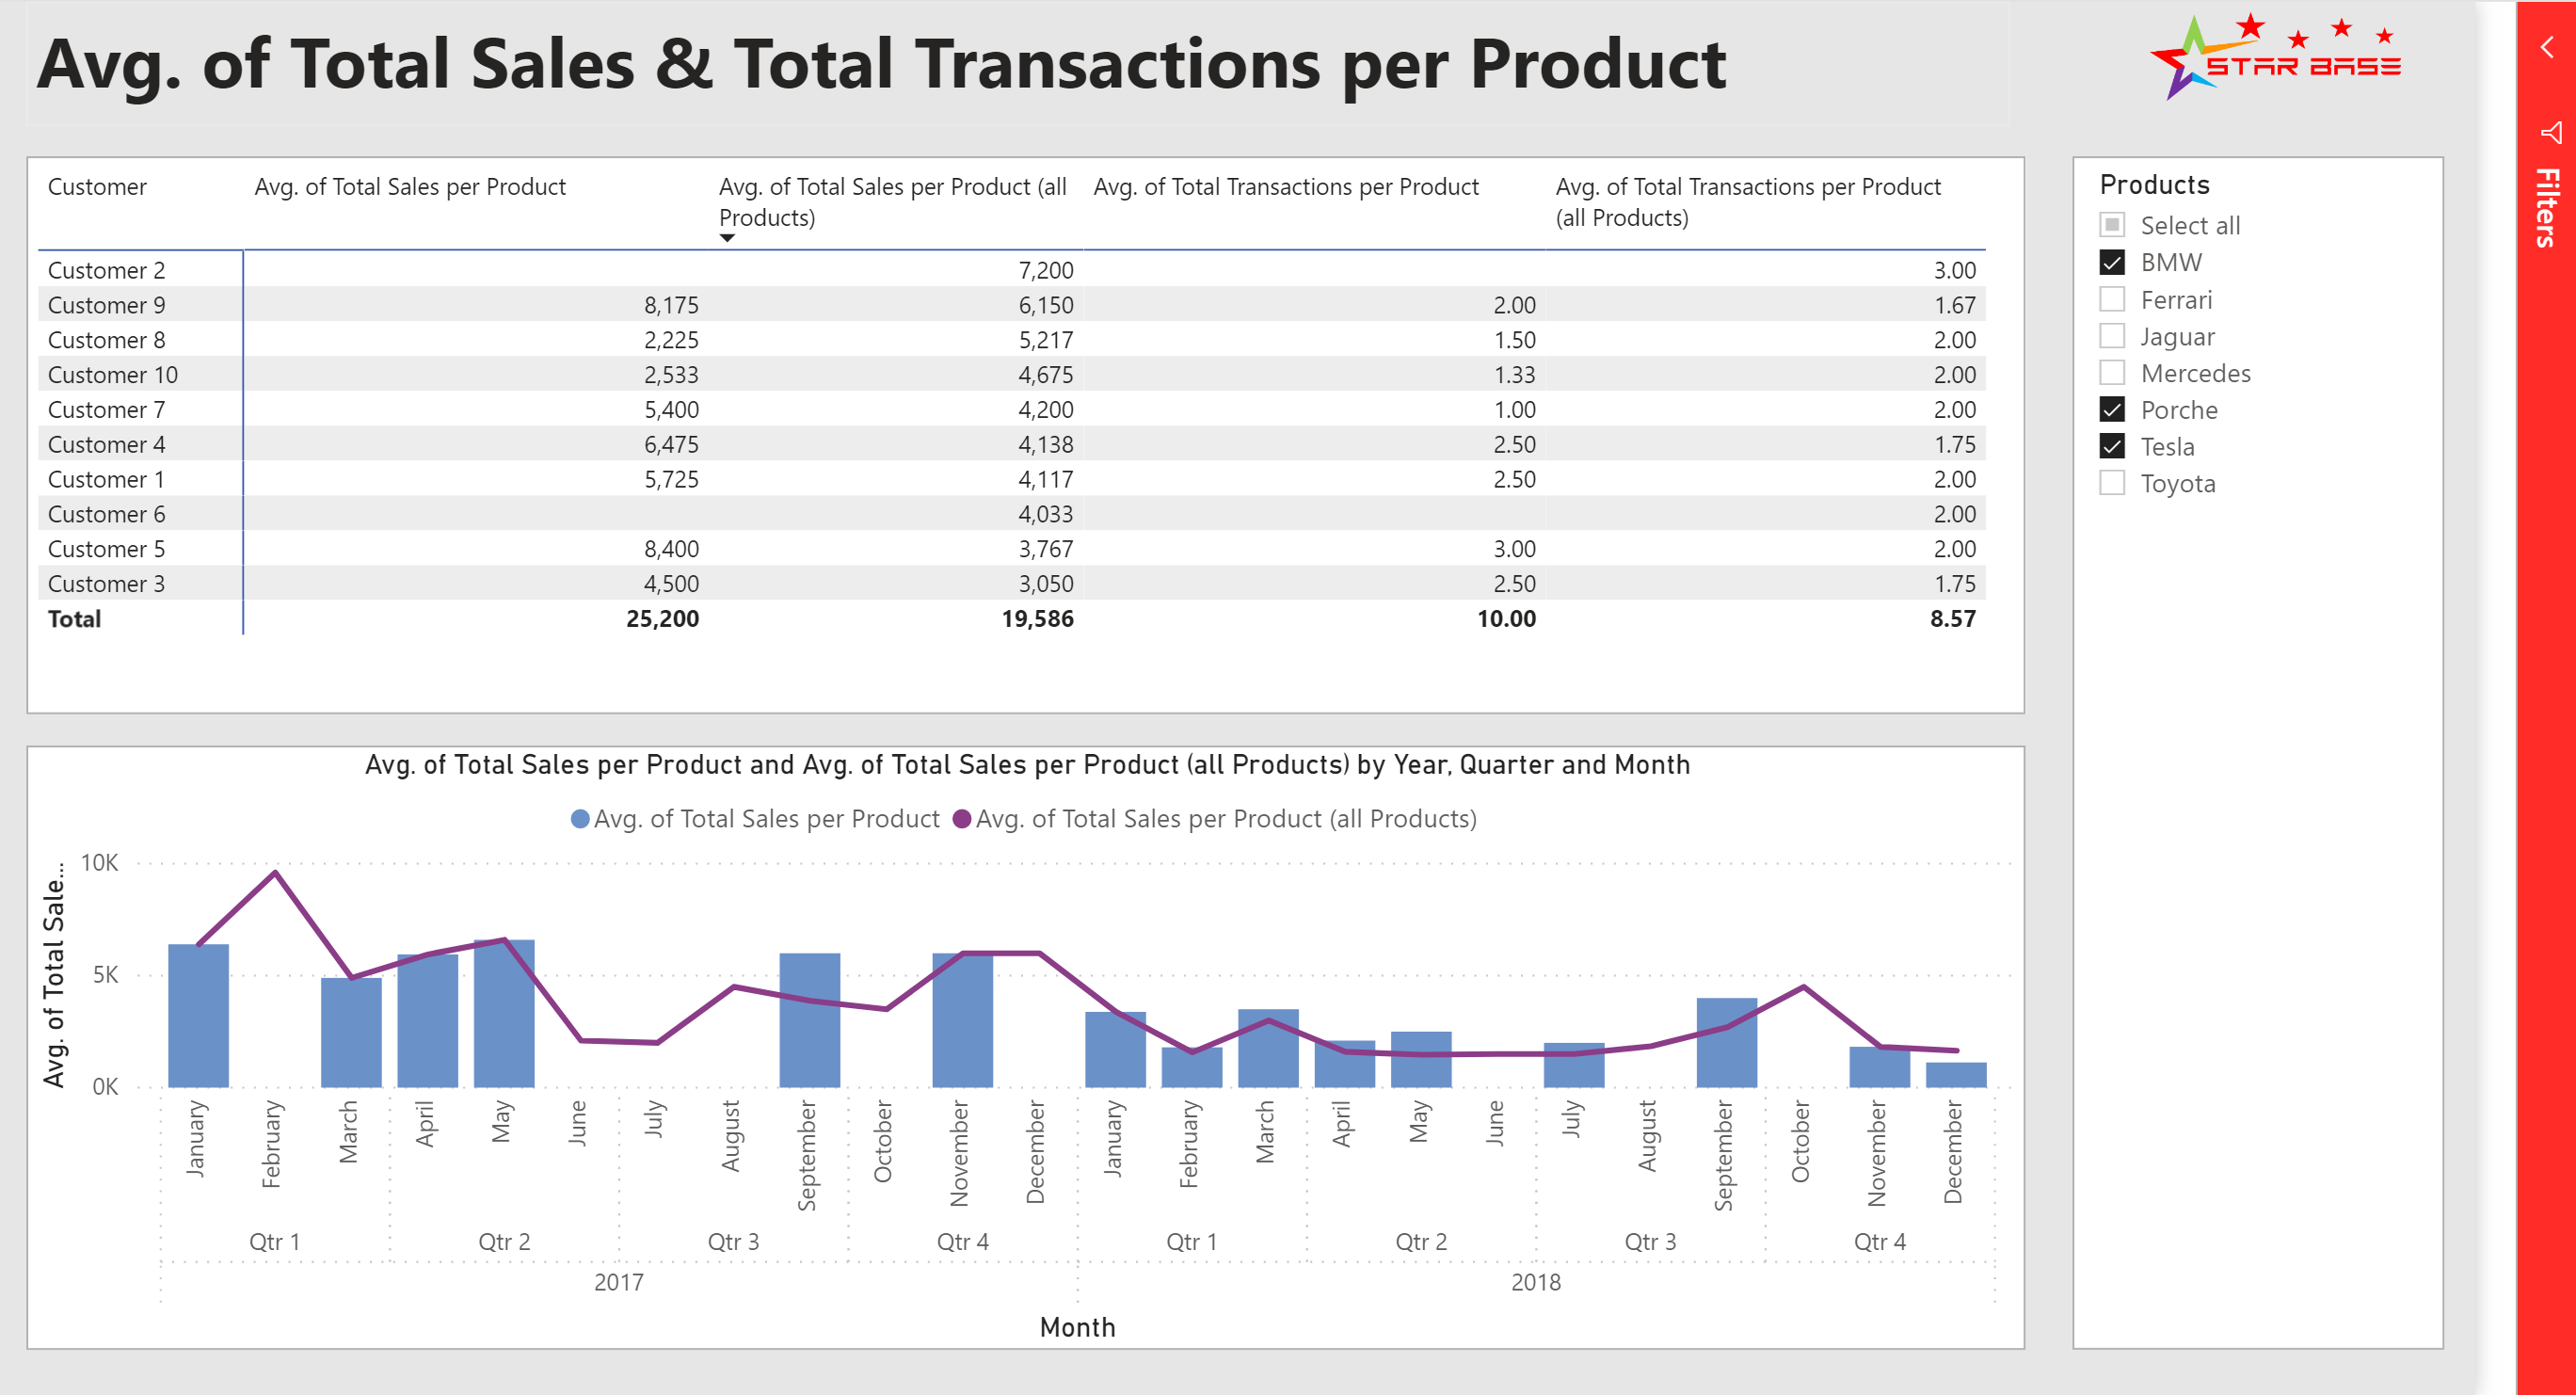 Avg. of Total Sales & Total Transactions per Product
STAR BASE
Filters
Customer	Avg. of Total Sales per Product	Avg. of Total Sales per Product (all Products)	Avg. of Total Transactions per Product	Avg. of Total Transactions per Product (all Products)
Customer 2	7,200	3.00
Customer 9	8,175	6,150	2.00	1.67
Customer 8	2,225	5,217	1.50	2.00
Customer 10	2,533	4,675	1.33	2.00
Customer 7	5,400	4,200	1.00	2.00
Customer 4	6,475	4,138	2.50	1.75
Customer 1	5,725	4,117	2.50	2.00
Customer 6	4,033	2.00
Customer 5	8,400	3,767	3.00	2.00
Customer 3	4,500	3,050	2.50	1.75
Total	25,200	19,586	10.00	8.57
Products
Select all
BMW
Ferrari
Jaguar
Mercedes
Porche
Tesla
Toyota
Avg. of Total Sales per Product and Avg. of Total Sales per Product (all Products) by Year, Quarter and Month
Avg. of Total Sales per Product	Avg. of Total Sales per Product (all Products)
Avg. of Total Sale...
10K
5K
0K
January	February	March	April	May	June	July	August	September	October	November	December	January	February	March	April	May	June	July	August	September	October	November	December
Qtr 1	Qtr 2	Qtr 3	Qtr 4	Qtr 1	Qtr 2	Qtr 3	Qtr 4
2017	2018
Month